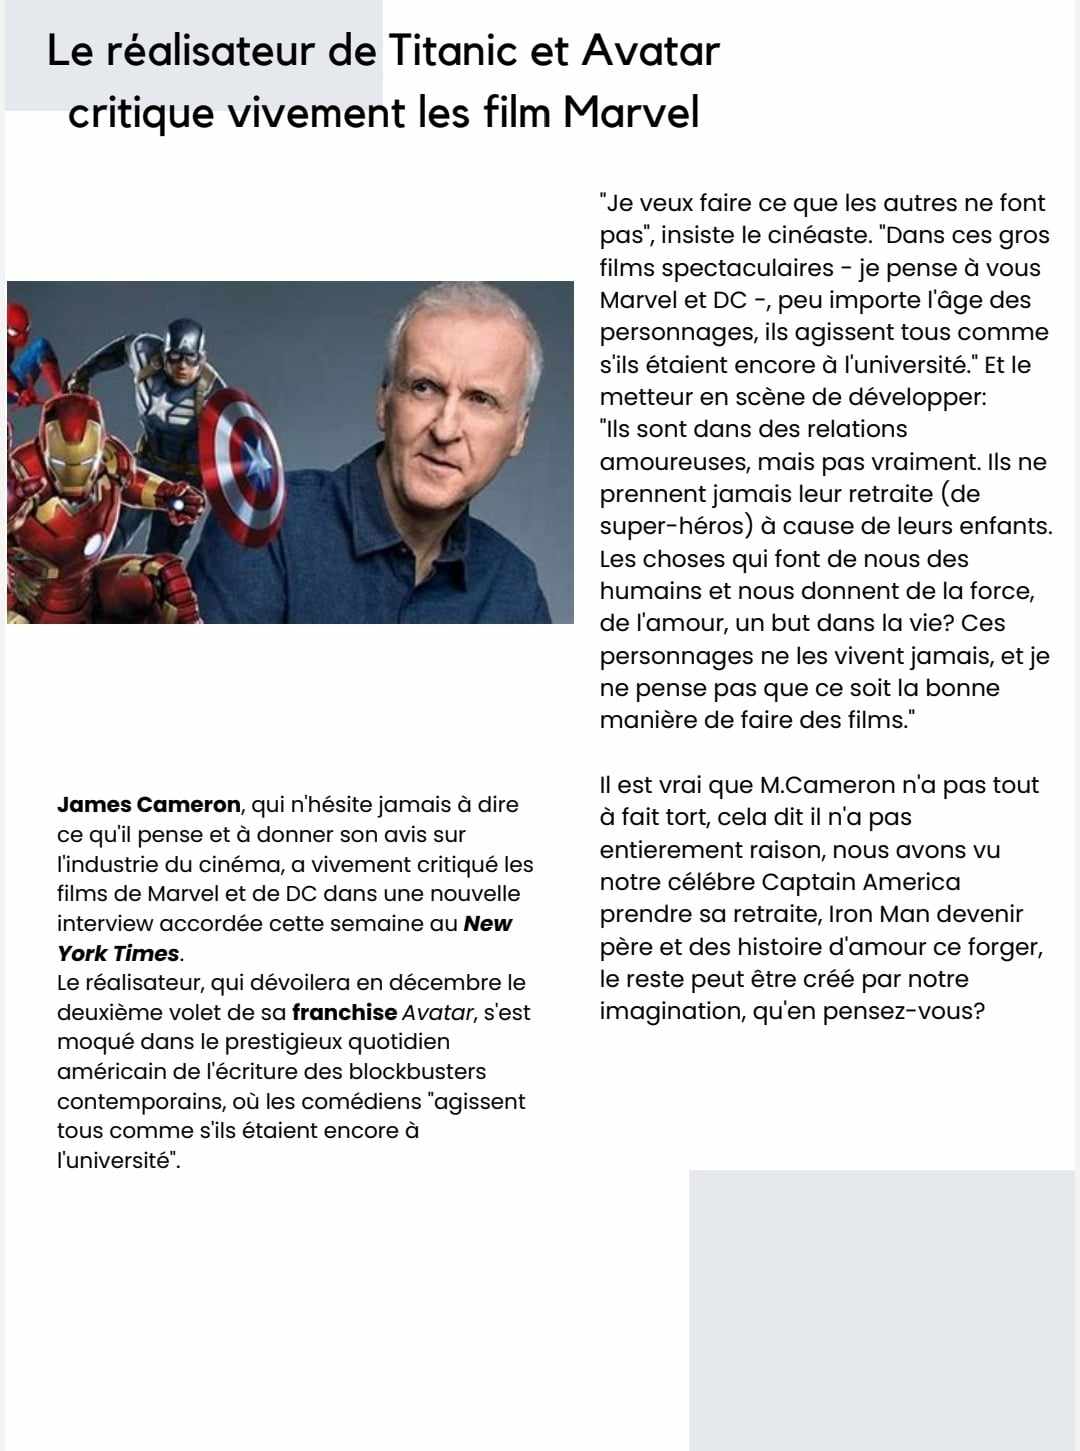 Le réalisateur de Titanic et Avatar
critique vivement les film Marvel
James Cameron, qui n'hésite jamais à dire
ce qu'il pense et à donner son avis sur
l'industrie du cinéma, a vivement critiqué les
films de Marvel et de DC dans une nouvelle
interview accordée cette semaine au New
York Times.
Le réalisateur, qui dévoilera en décembre le
deuxième volet de sa franchise Avatar, s'est
moqué dans le prestigieux quotidien
américain de l'écriture des blockbusters
contemporains, où les comédiens "agissent
tous comme s'ils étaient encore à
l'université".
"Je veux faire ce que les autres ne font
pas", insiste le cinéaste. "Dans ces gros
films spectaculaires - je pense à vous
Marvel et DC -, peu importe l'âge des
personnages, ils agissent tous comme
s'ils étaient encore à l'université." Et le
metteur en scène de développer:
"Ils sont dans des relations
amoureuses, mais pas vraiment. Ils ne
prennent jamais leur retraite (de
super-héros) à cause de leurs enfants.
Les choses qui font de nous des
humains et nous donnent de la force,
de l'amour, un but dans la vie? Ces
personnages ne les vivent jamais, et je
ne pense pas que ce soit la bonne
manière de faire des films."
Il est vrai que M.Cameron n'a pas tout
à fait tort, cela dit il n'a pas
entierement raison, nous avons vu
notre célébre Captain America
prendre sa retraite, Iron Man devenir
père et des histoire d'amour ce forger,
le reste peut être créé par notre
imagination, qu'en pensez-vous?